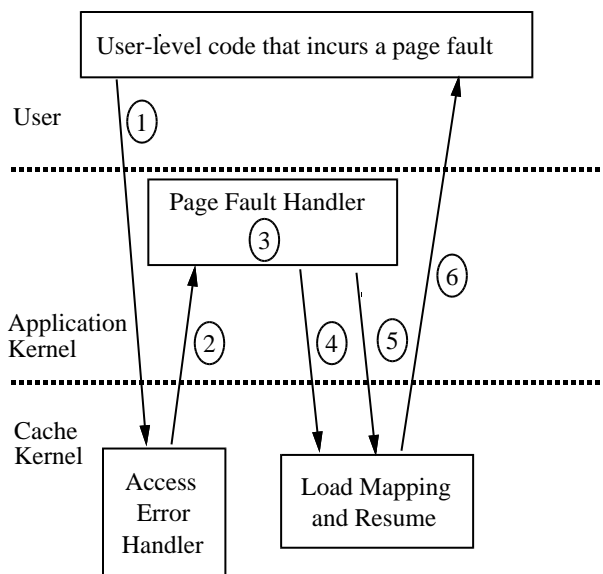 User-level code that incurs a page fault
User
1
Page Fault Handler
3
6
Application
Kernel
2
4
5
Cache
Kernel
Access
Error
Handler
Load Mapping
and Resume